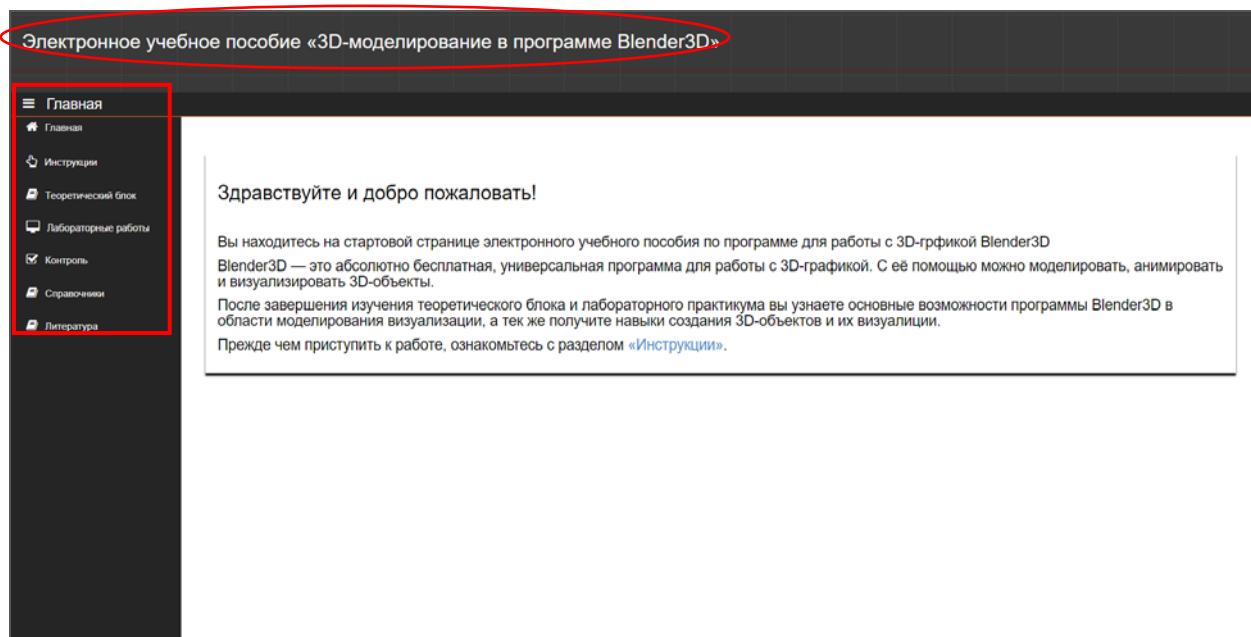 Электронное учебное пособие «3D-моделирование в программе Blender3D»
Главная
Главная
Инструкции
Теоретический блок
Лабораторные работы
Контроль
Справочники
Литература
Здравствуйте и добро пожаловать!
Вы находитесь на стартовой странице электронного учебного пособия по программе для работы с 3D-грфикой Blender3D
Blender3D — это абсолютно бесплатная, универсальная программа для работы с 3D-графикой. С её помощью можно моделировать, анимировать
и визуализировать 3D-объекты.
После завершения изучения теоретического блока и лабораторного практикума вы узнаете основные возможности программы Blender3D в
области моделирования визуализации, а тек же получите навыки создания 3D-объектов и их визуалиции.
Прежде чем приступить к работе, ознакомьтесь с разделом «Инструкции».